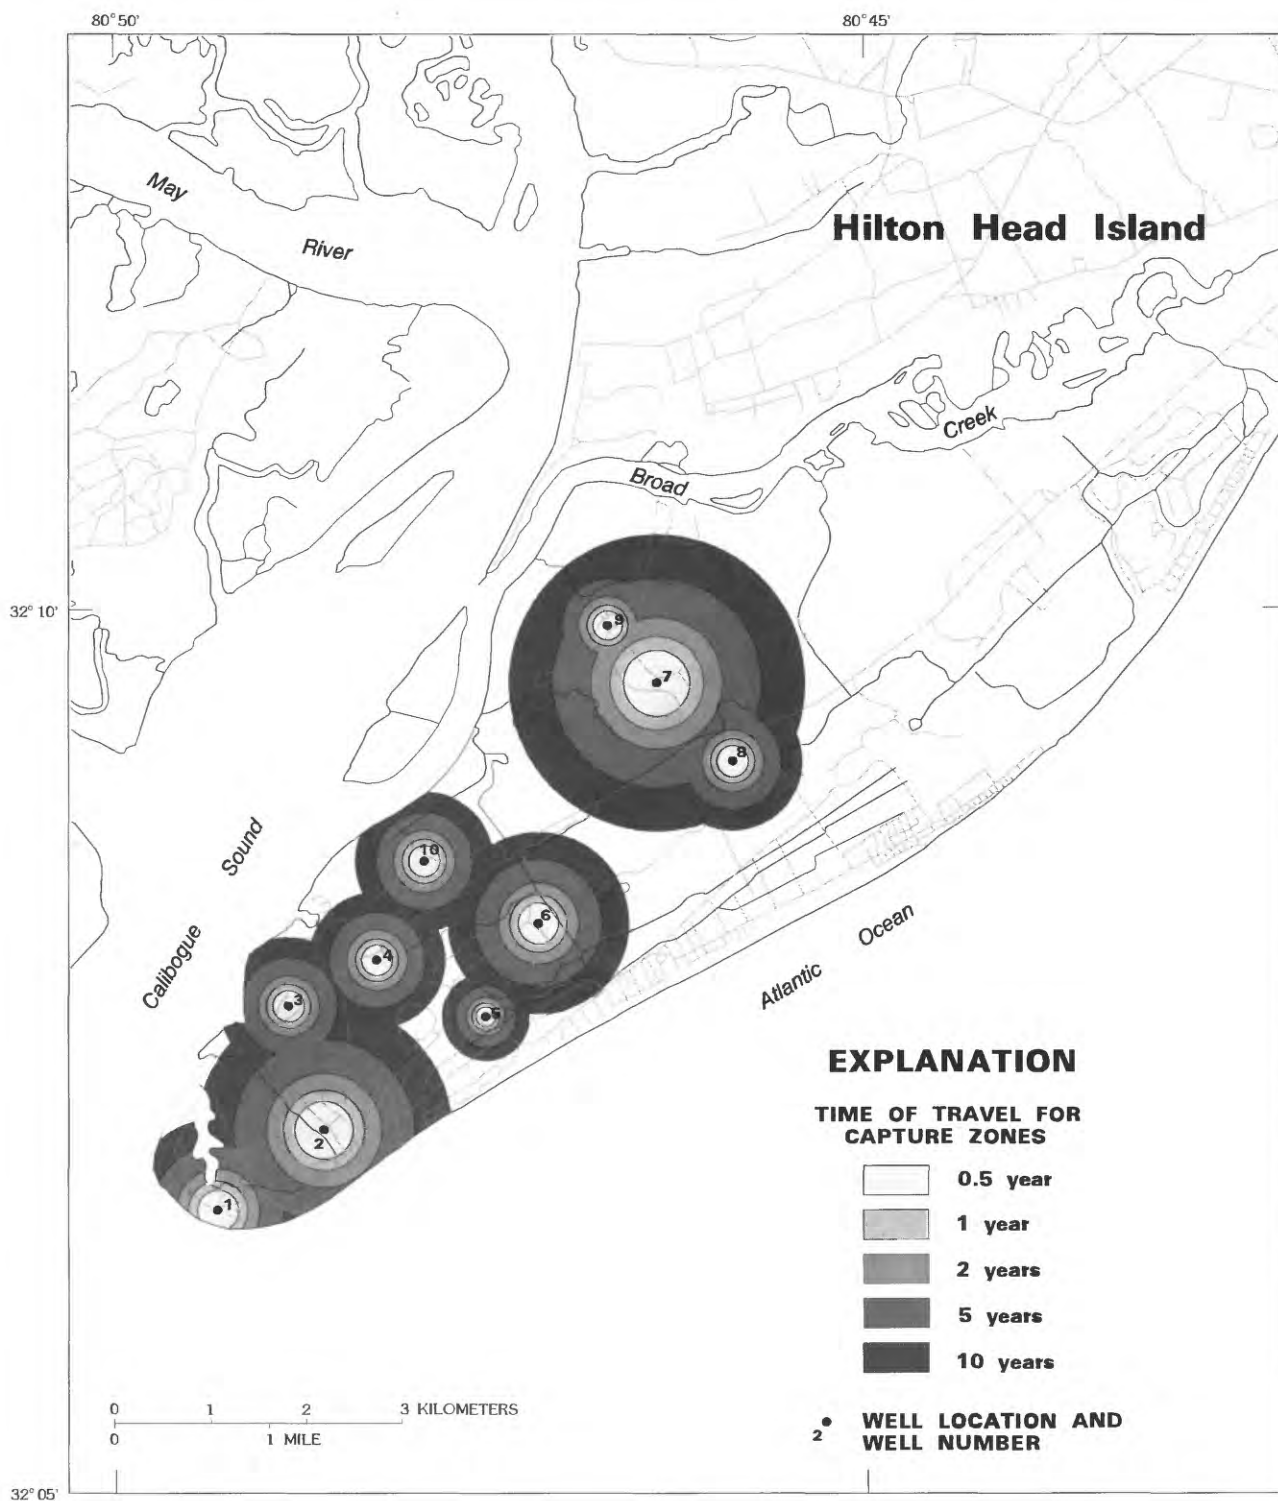 80°50'
80°45'
May
River
Hilton Head Island
Creek
Broad
32°10'
9
7
8
10
6
4
5
3
2
1
Sound
Calibogue
Atlantic Ocean
EXPLANATION
TIME OF TRAVEL FOR
CAPTURE ZONES
0.5 year
1 year
2 years
5 years
10 years
2 WELL LOCATION AND
WELL NUMBER
0 1 2 3 KILOMETERS
0 1 MILE
32°05'